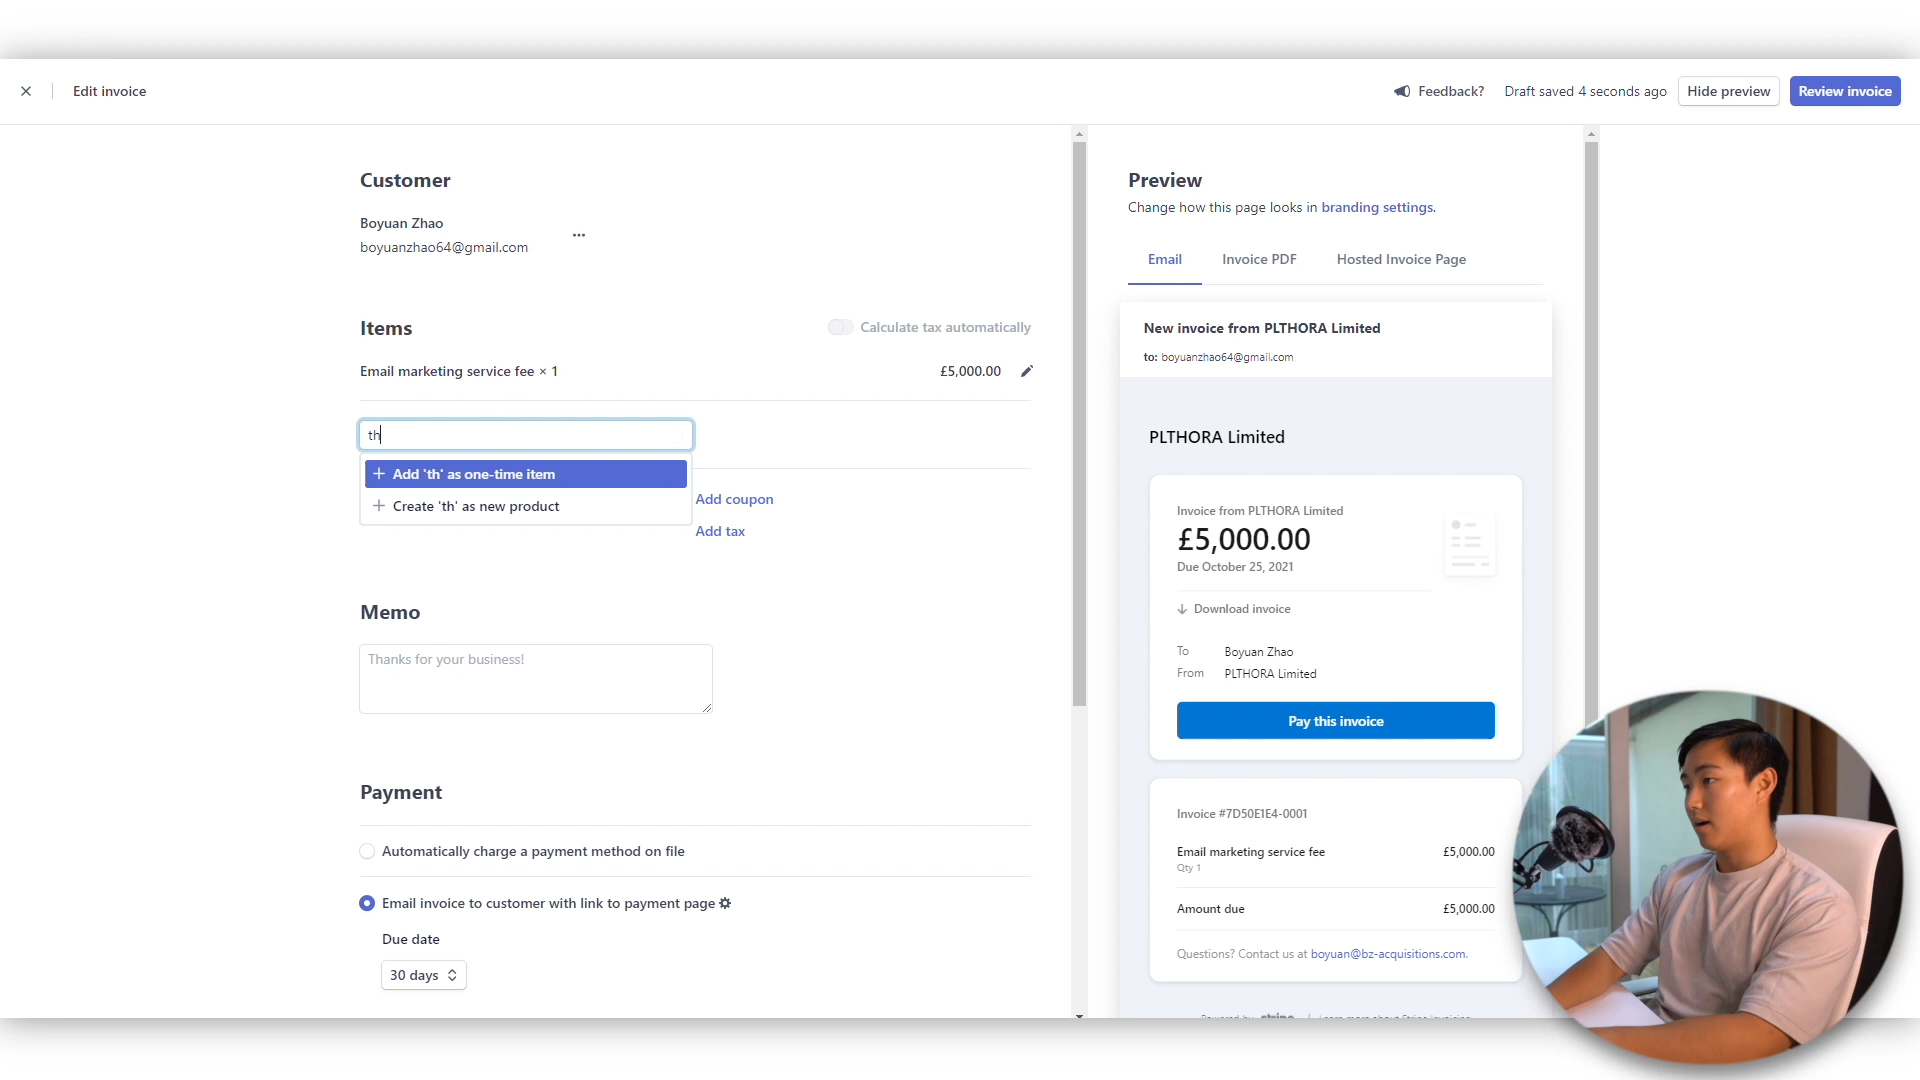 Edit invoice
Feedback?
Draft saved 4 seconds ago
Hide preview
Review invoice
Customer
Boyuan Zhao
boyuanzhao64@gmail.com
Items
Calculate tax automatically
Email marketing service fee × 1
£5,000.00
th
+ Add 'th' as one-time item
+ Create 'th' as new product
Add coupon
Add tax
Memo
Thanks for your business!
Payment
Automatically charge a payment method on file
Email invoice to customer with link to payment page
Due date
30 days
Preview
Change how this page looks in branding settings.
Email
Invoice PDF
Hosted Invoice Page
New invoice from PLTHORA Limited
to: boyuanzhao64@gmail.com
PLTHORA Limited
Invoice from PLTHORA Limited
£5,000.00
Due October 25, 2021
Download invoice
To Boyuan Zhao
From PLTHORA Limited
Pay this invoice
Invoice #7D50E1E4-0001
Email marketing service fee £5,000.00
Qty 1
Amount due £5,000.00
Questions? Contact us at boyuan@bz-acquisitions.com.